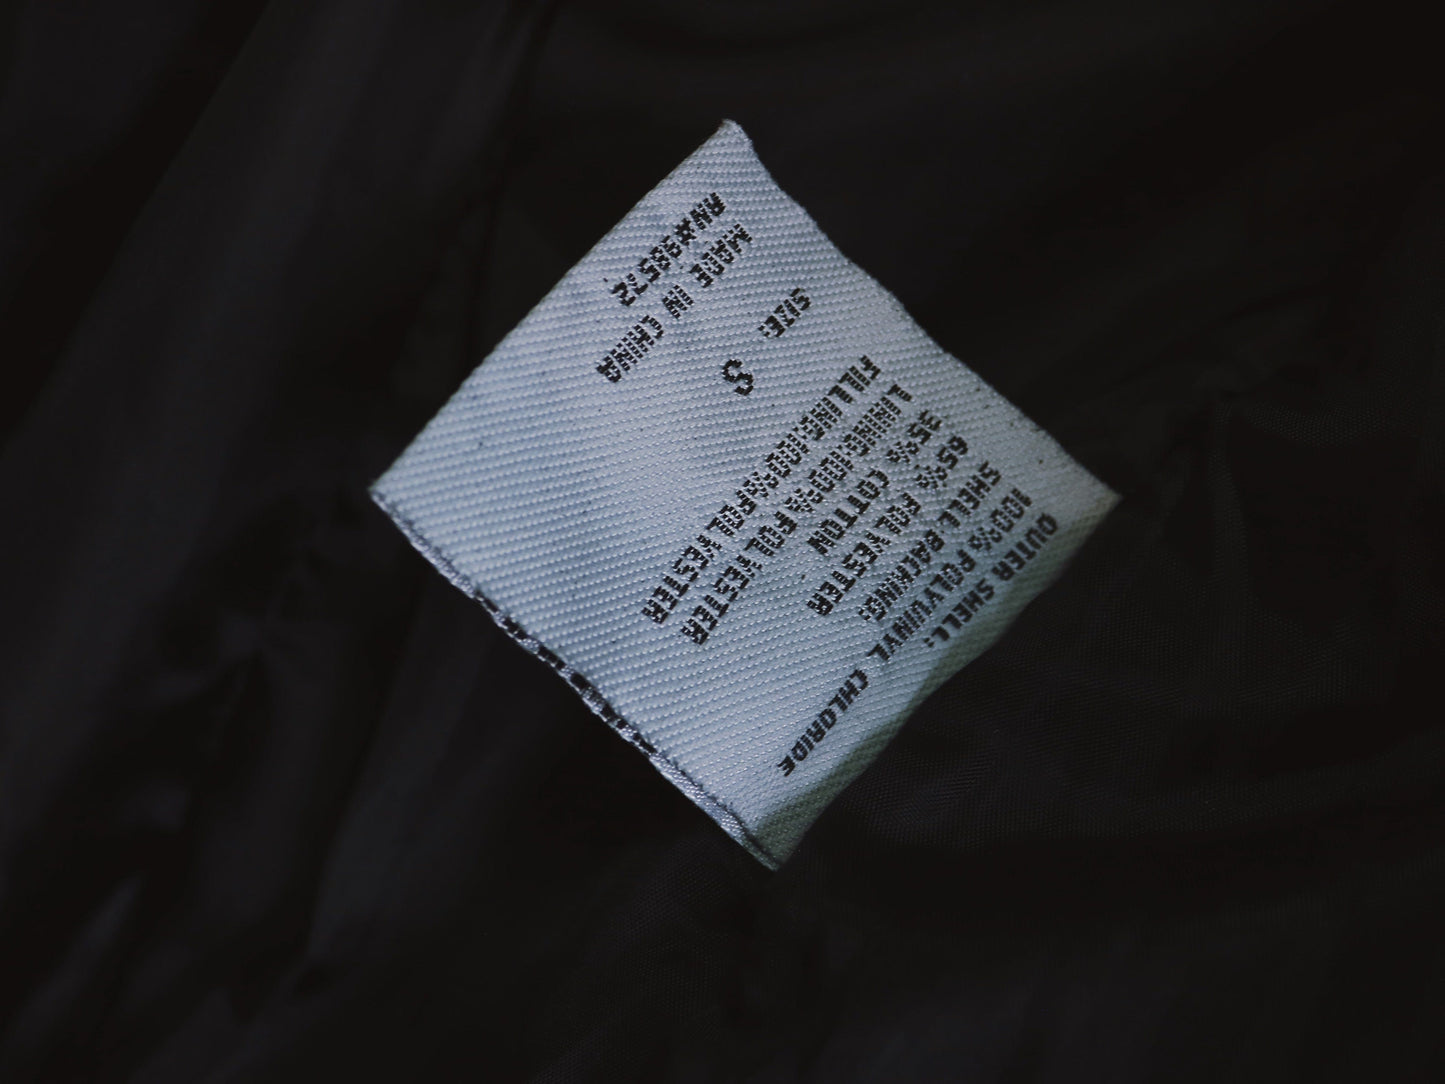 OUTER SHELL:
100% POLYUNYL CHLORIDE
SHELL BACKING:
65% POLYESTER
35% COTTON
LINING:100% POLYESTER
FILLING:100%POLYESTER
SIZE:
S
MADE IN CHINA